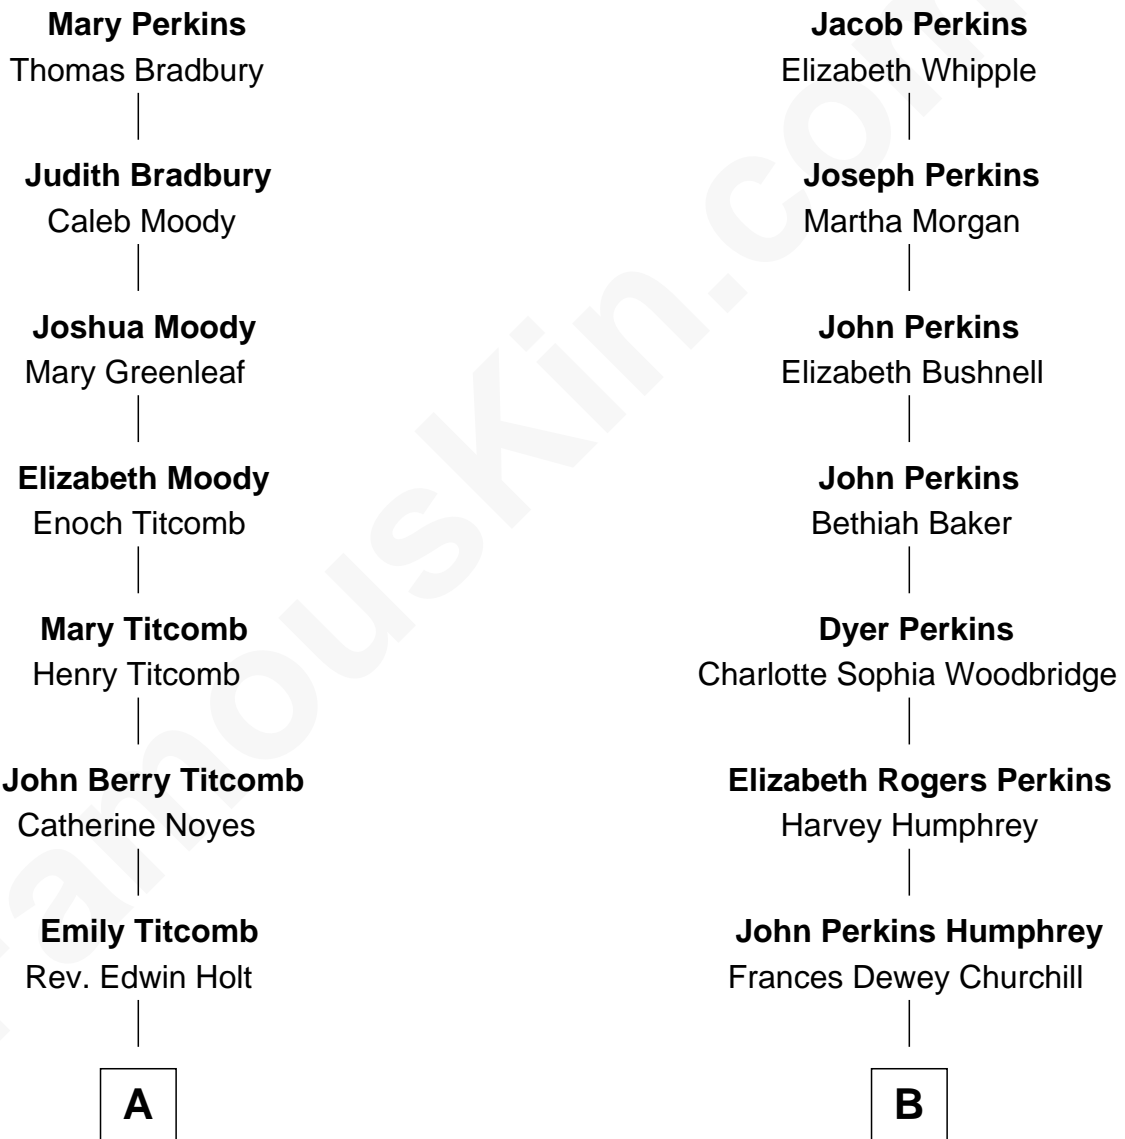 Mary Perkins
Thomas Bradbury
Judith Bradbury
Caleb Moody
Joshua Moody
Mary Greenleaf
Elizabeth Moody
Enoch Titcomb
Mary Titcomb
Henry Titcomb
John Berry Titcomb
Catherine Noyes
Emily Titcomb
Rev. Edwin Holt
A
Jacob Perkins
Elizabeth Whipple
Joseph Perkins
Martha Morgan
John Perkins
Elizabeth Bushnell
John Perkins
Bethiah Baker
Dyer Perkins
Charlotte Sophia Woodbridge
Elizabeth Rogers Perkins
Harvey Humphrey
John Perkins Humphrey
Frances Dewey Churchill
B
FamousKin.com